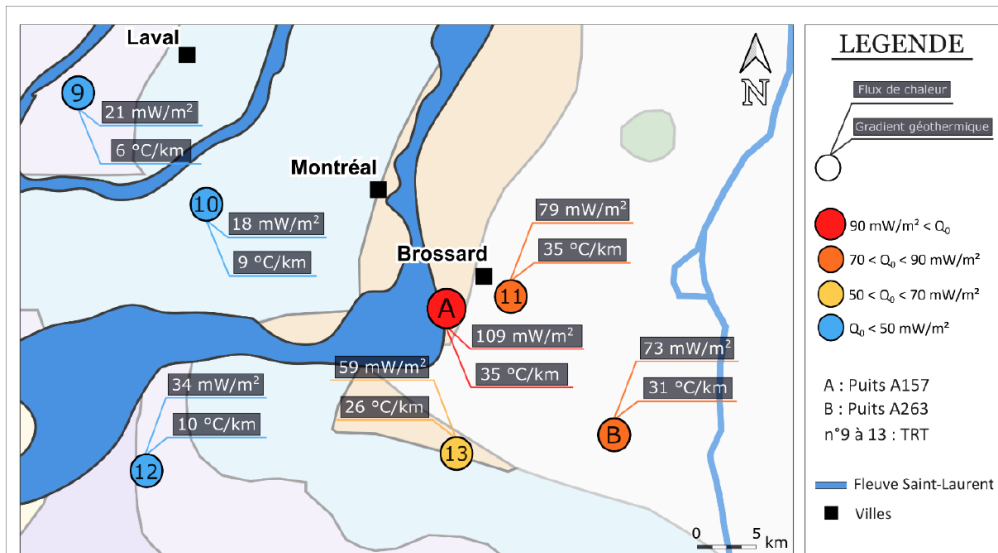 Laval
9
21 mW/m²
6 °C/km
Montréal
10
18 mW/m²
9 °C/km
N
79 mW/m²
35 °C/km
Brossard
11
A
109 mW/m²
35 °C/km
73 mW/m²
31 °C/km
B
59 mW/m²
26 °C/km
13
34 mW/m²
10 °C/km
12
0 5
km
LEGENDE
Flux de chaleur
Gradient géothermique
90 mW/m² < Q₀
70 < Q₀ < 90 mW/m²
50 < Q₀ < 70 mW/m²
Q₀ < 50 mW/m²
A : Puits A157
B : Puits A263
n°9 à 13 : TRT
Fleuve Saint-Laurent
Villes